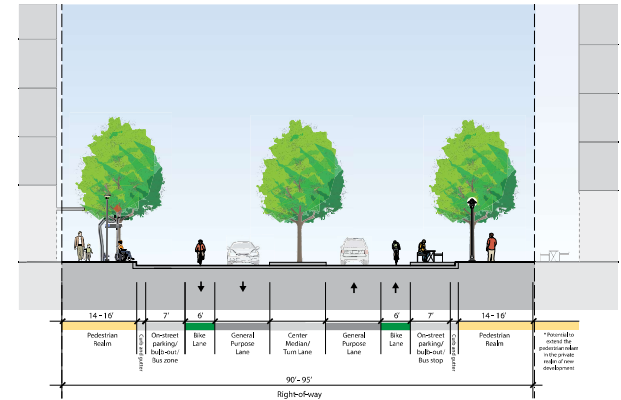 14 - 16'
7'
6'
6'
7'
14 - 16'
Pedestrian
Realm
Curb and gutter
On-street
parking/
bulb-out/
Bus zone
Bike
Lane
General
Purpose
Lane
Center
Median/
Turn Lane
General
Purpose
Lane
Bike
Lane
On-street
parking/
bulb-out/
Bus stop
Curb and gutter
Pedestrian
Realm
* Potential to
extend the
pedestrian realm
in the private
realm of new
development
90' - 95'
Right-of-way